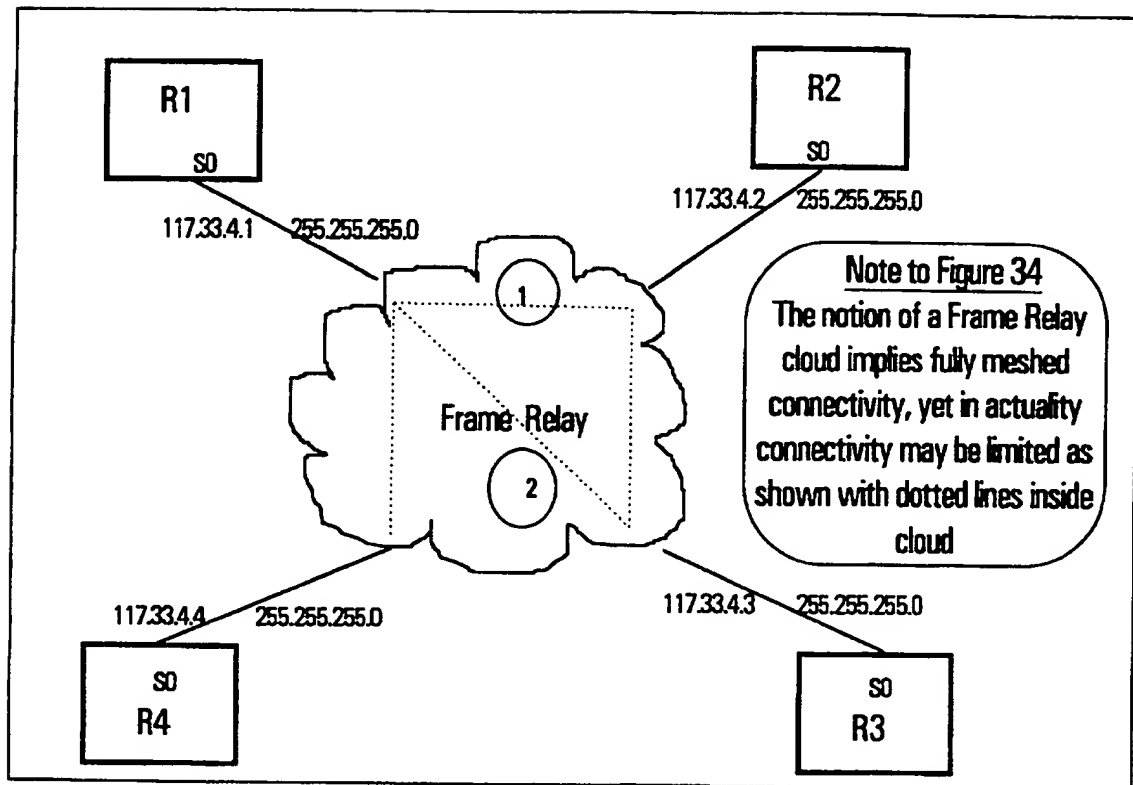 R1
S0
R2
S0
117.33.4.1 255.255.255.0
117.33.4.2 255.255.255.0
1
Frame Relay
2
Note to Figure 34
The notion of a Frame Relay
cloud implies fully meshed
connectivity, yet in actuality
connectivity may be limited as
shown with dotted lines inside
cloud
117.33.4.4 255.255.255.0
117.33.4.3 255.255.255.0
S0
R4
S0
R3